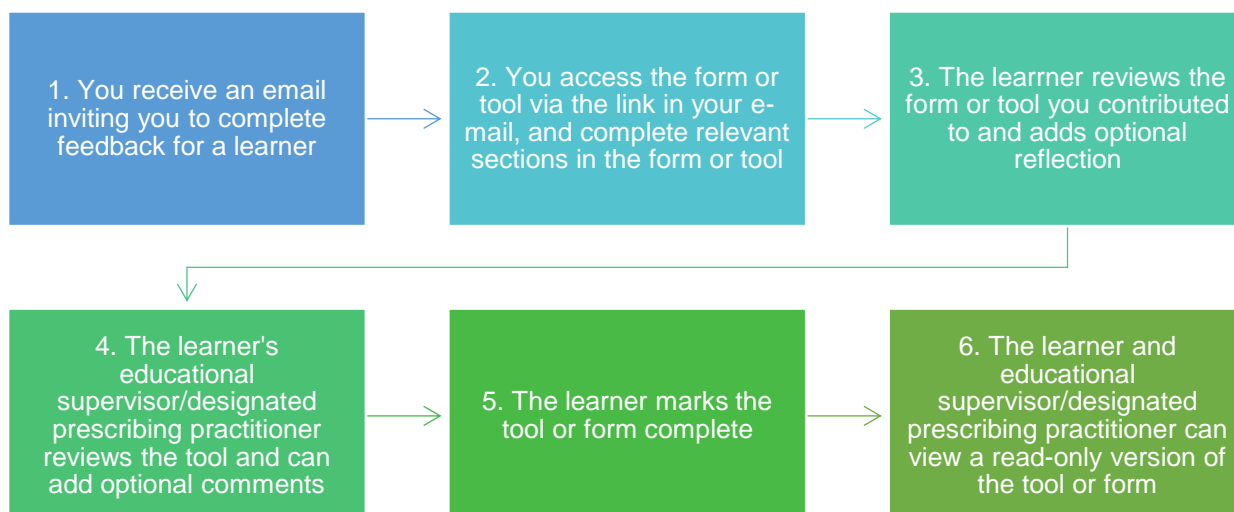 1. You receive an email
inviting you to complete
feedback for a learner
2. You access the form or
tool via the link in your e-
mail, and complete relevant
sections in the form or tool
3. The learrner reviews the
form or tool you contributed
to and adds optional
reflection
4. The learner's
educational
supervisor/designated
prescribing practitioner
reviews the tool and can
add optional comments
5. The learner marks the
tool or form complete
6. The learner and
educational
supervisor/designated
prescribing practitioner can
view a read-only version of
the tool or form